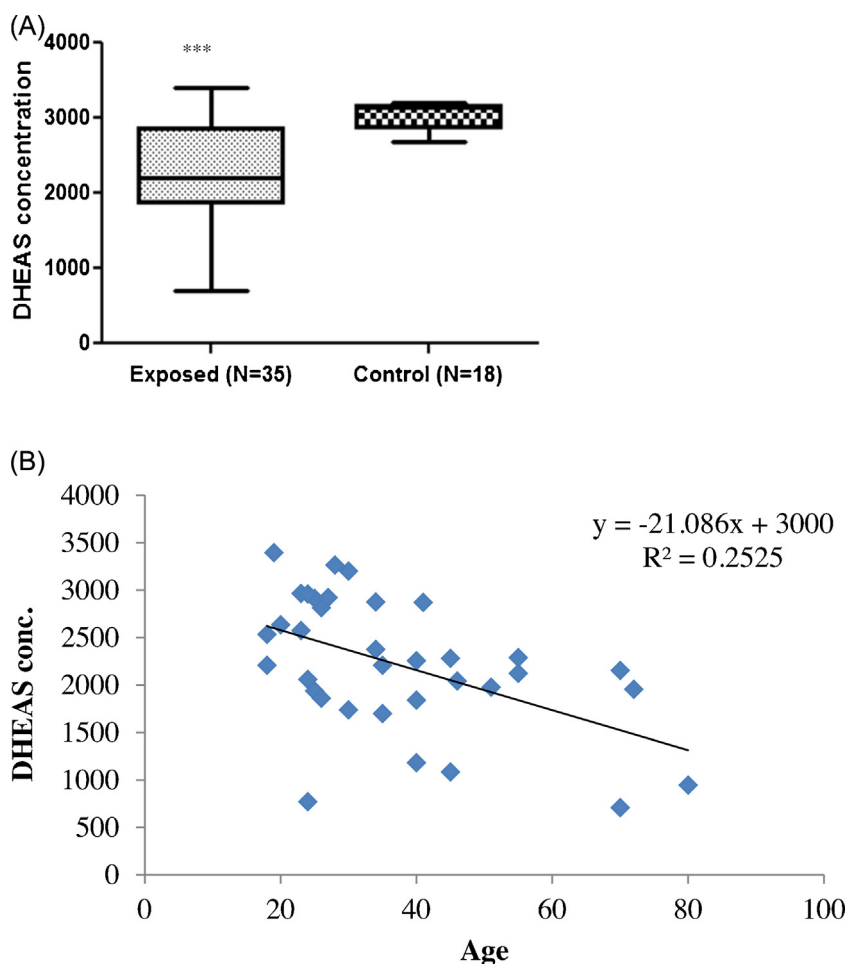 (A)
4000
3000
2000
1000
0
DHEAS concentration
***
Exposed (N=35)
Control (N=18)
(B)
4000
3500
3000
2500
2000
1500
1000
500
0
DHEAS conc.
y = -21.086x + 3000
R² = 0.2525
0 20 40 60 80 100
Age